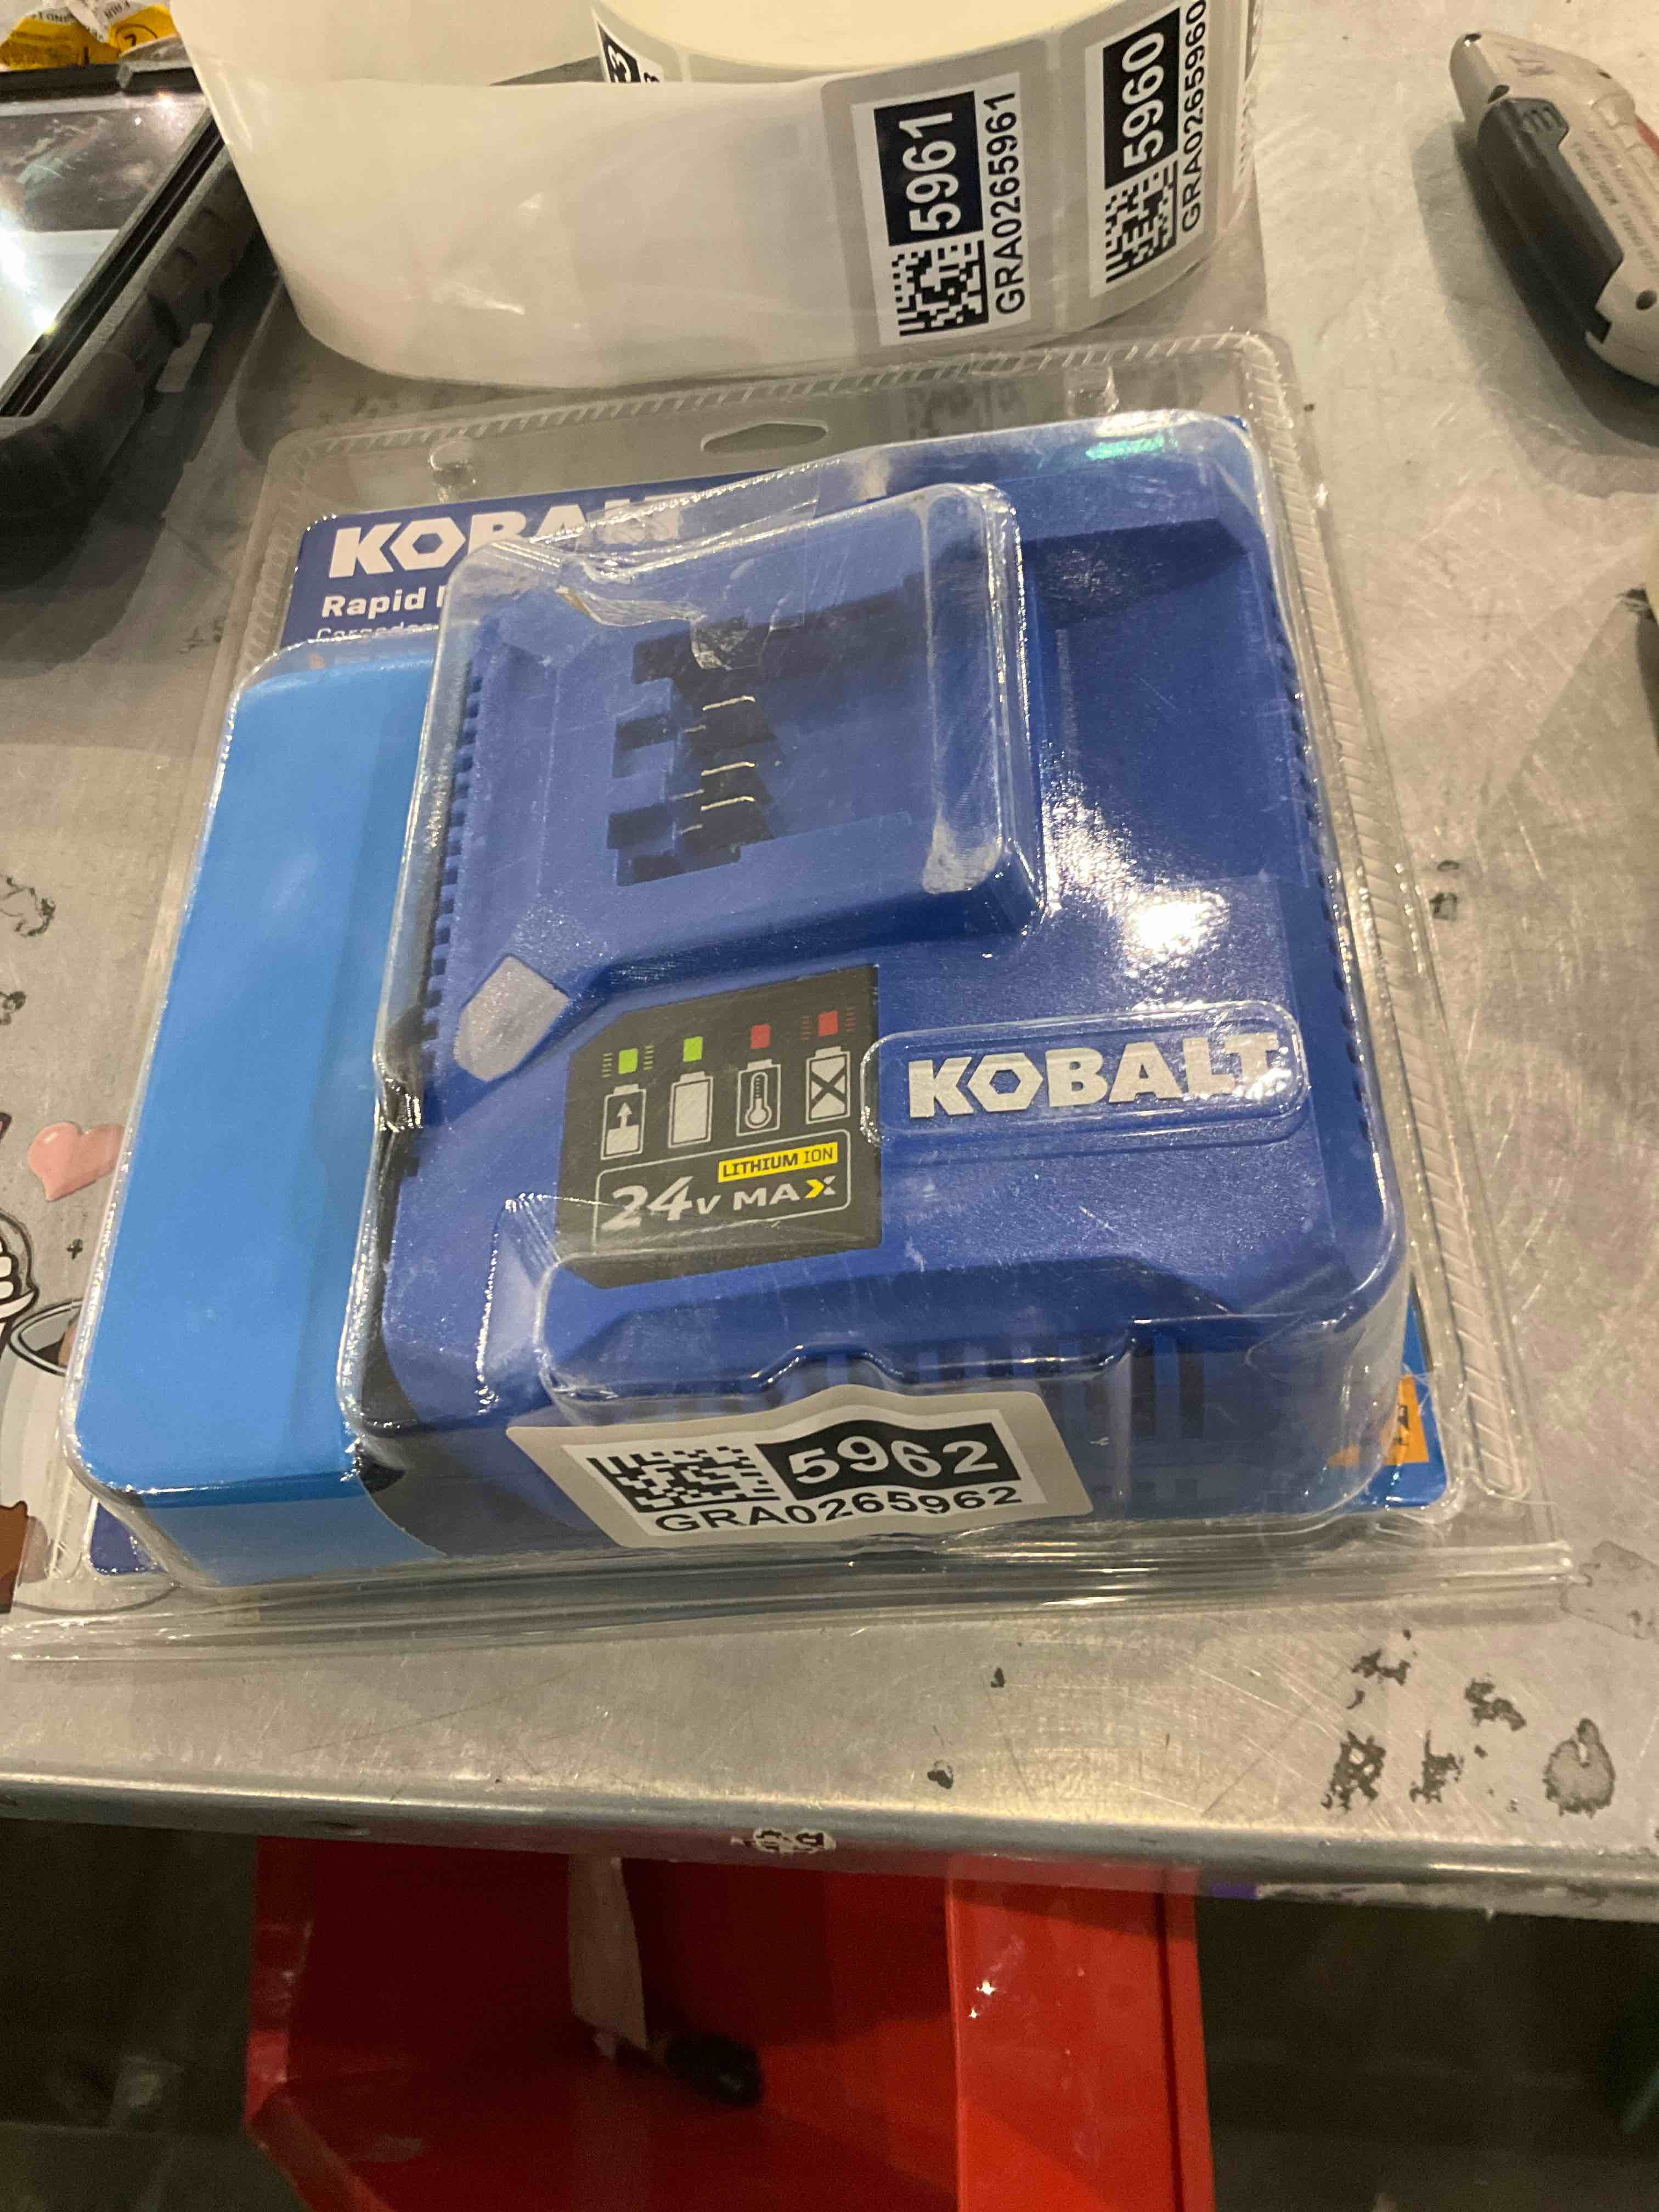 5961
GRA0265961
5960
GRA0265960
KOBALT
Rapid
KOBALT
LITHIUM ION
24V MAX
5962
GRA0265962